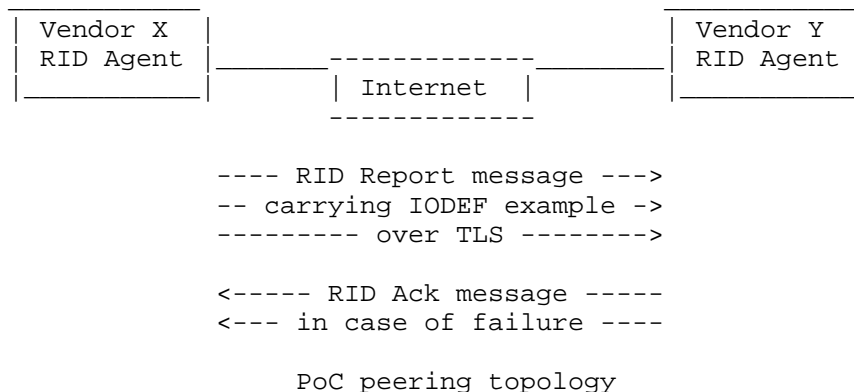 Vendor X Vendor Y
RID Agent RID Agent
Internet
---- RID Report message --->
-- carrying IODEF example ->
--------- over TLS -------->
<----- RID Ack message -----
<--- in case of failure ----
PoC peering topology